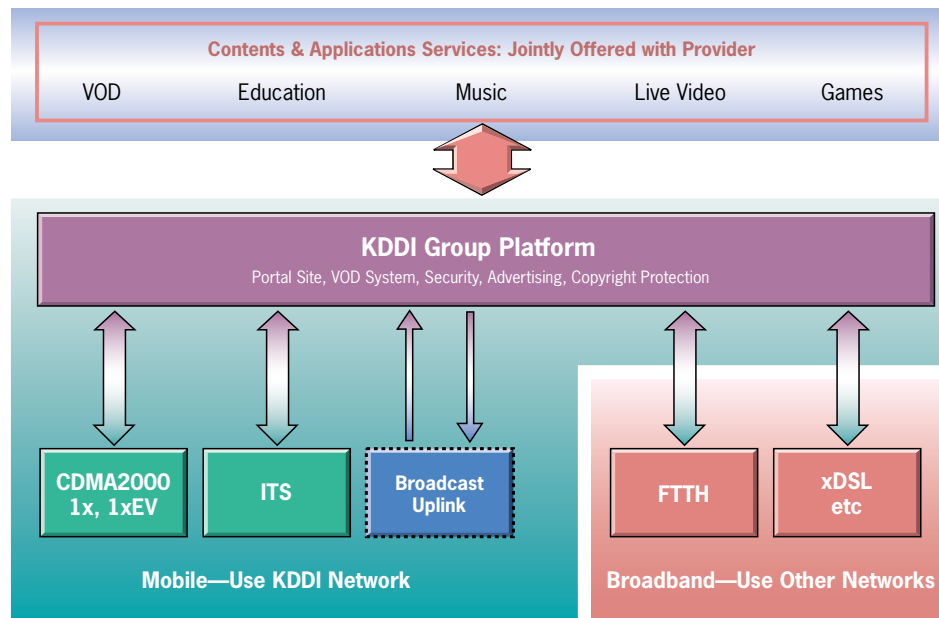 Contents & Applications Services: Jointly Offered with Provider
VOD Education Music Live Video Games
KDDI Group Platform
Portal Site, VOD System, Security, Advertising, Copyright Protection
CDMA2000
1x, 1xEV
ITS
Broadcast
Uplink
FTTH
xDSL
etc
Mobile—Use KDDI Network
Broadband—Use Other Networks